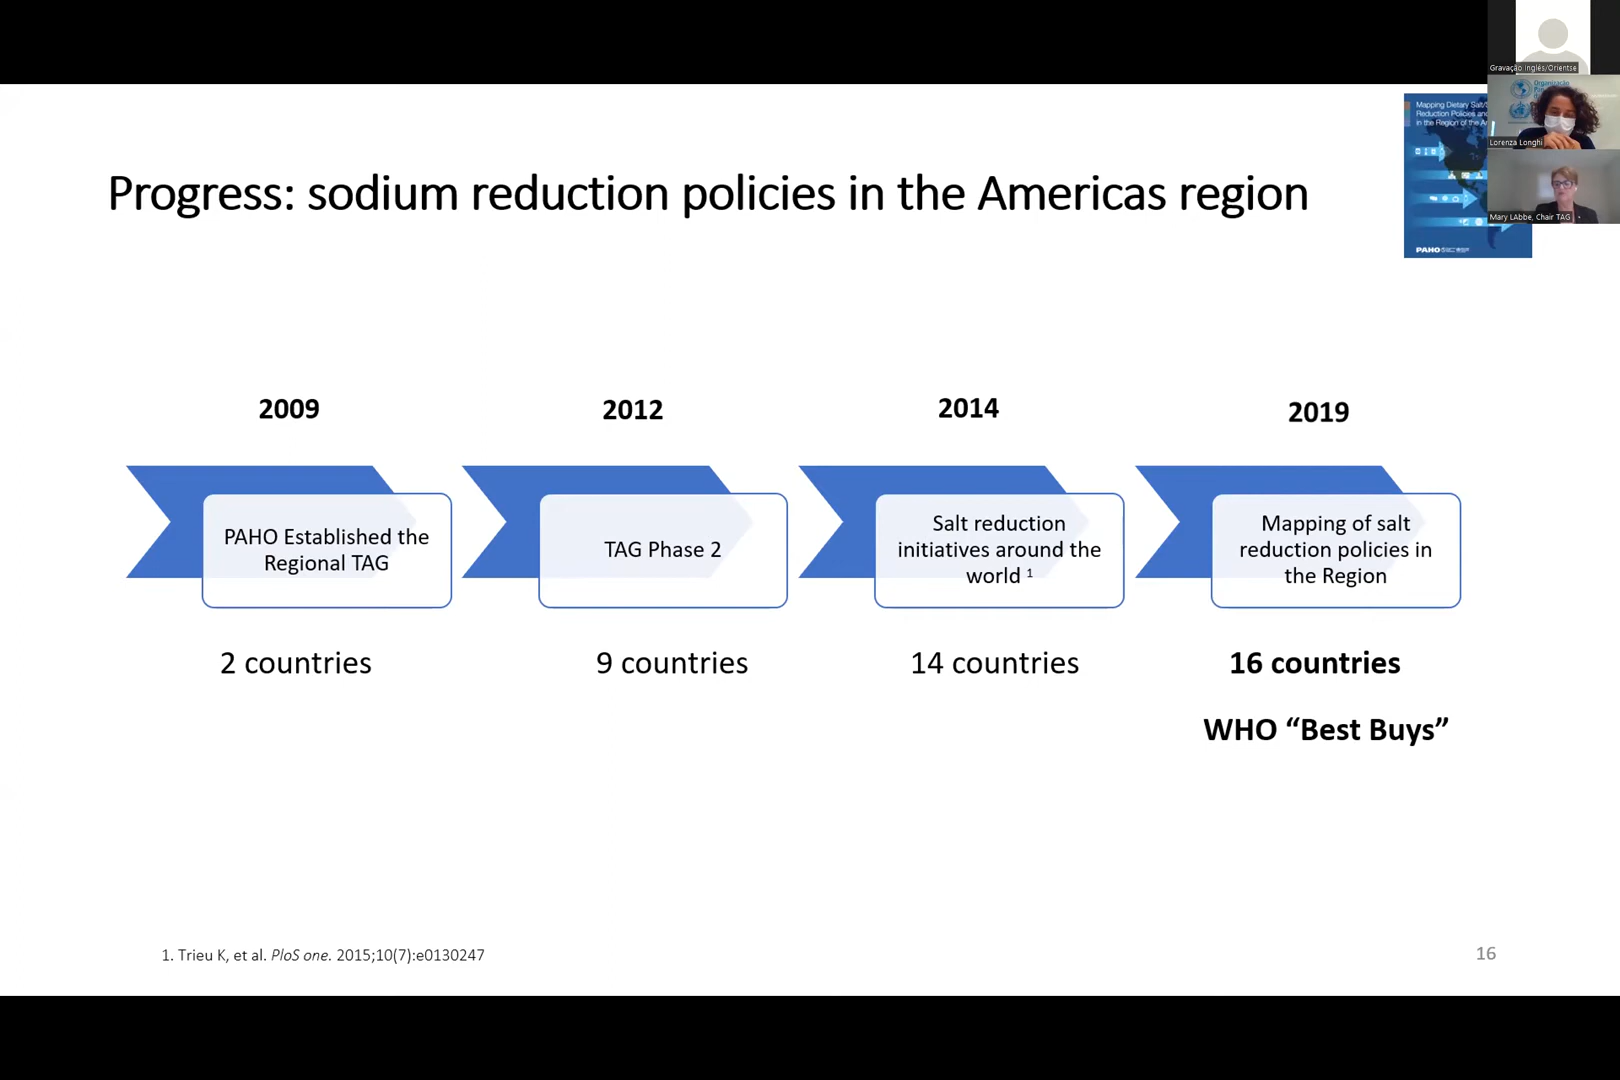 Gravação Inglês/Orientse
Organização
Mapping Dietary Salt/
Reduction Policies and
in the Region of the
Lorenza Longhi
Mary LAbbe, Chair TAG
PAHO
Progress: sodium reduction policies in the Americas region
2009
2012
2014
2019
PAHO Established the
Regional TAG
TAG Phase 2
Salt reduction
initiatives around the
world 1
Mapping of salt
reduction policies in
the Region
2 countries
9 countries
14 countries
16 countries
WHO “Best Buys”
1. Trieu K, et al. PloS one. 2015;10(7):e0130247
16